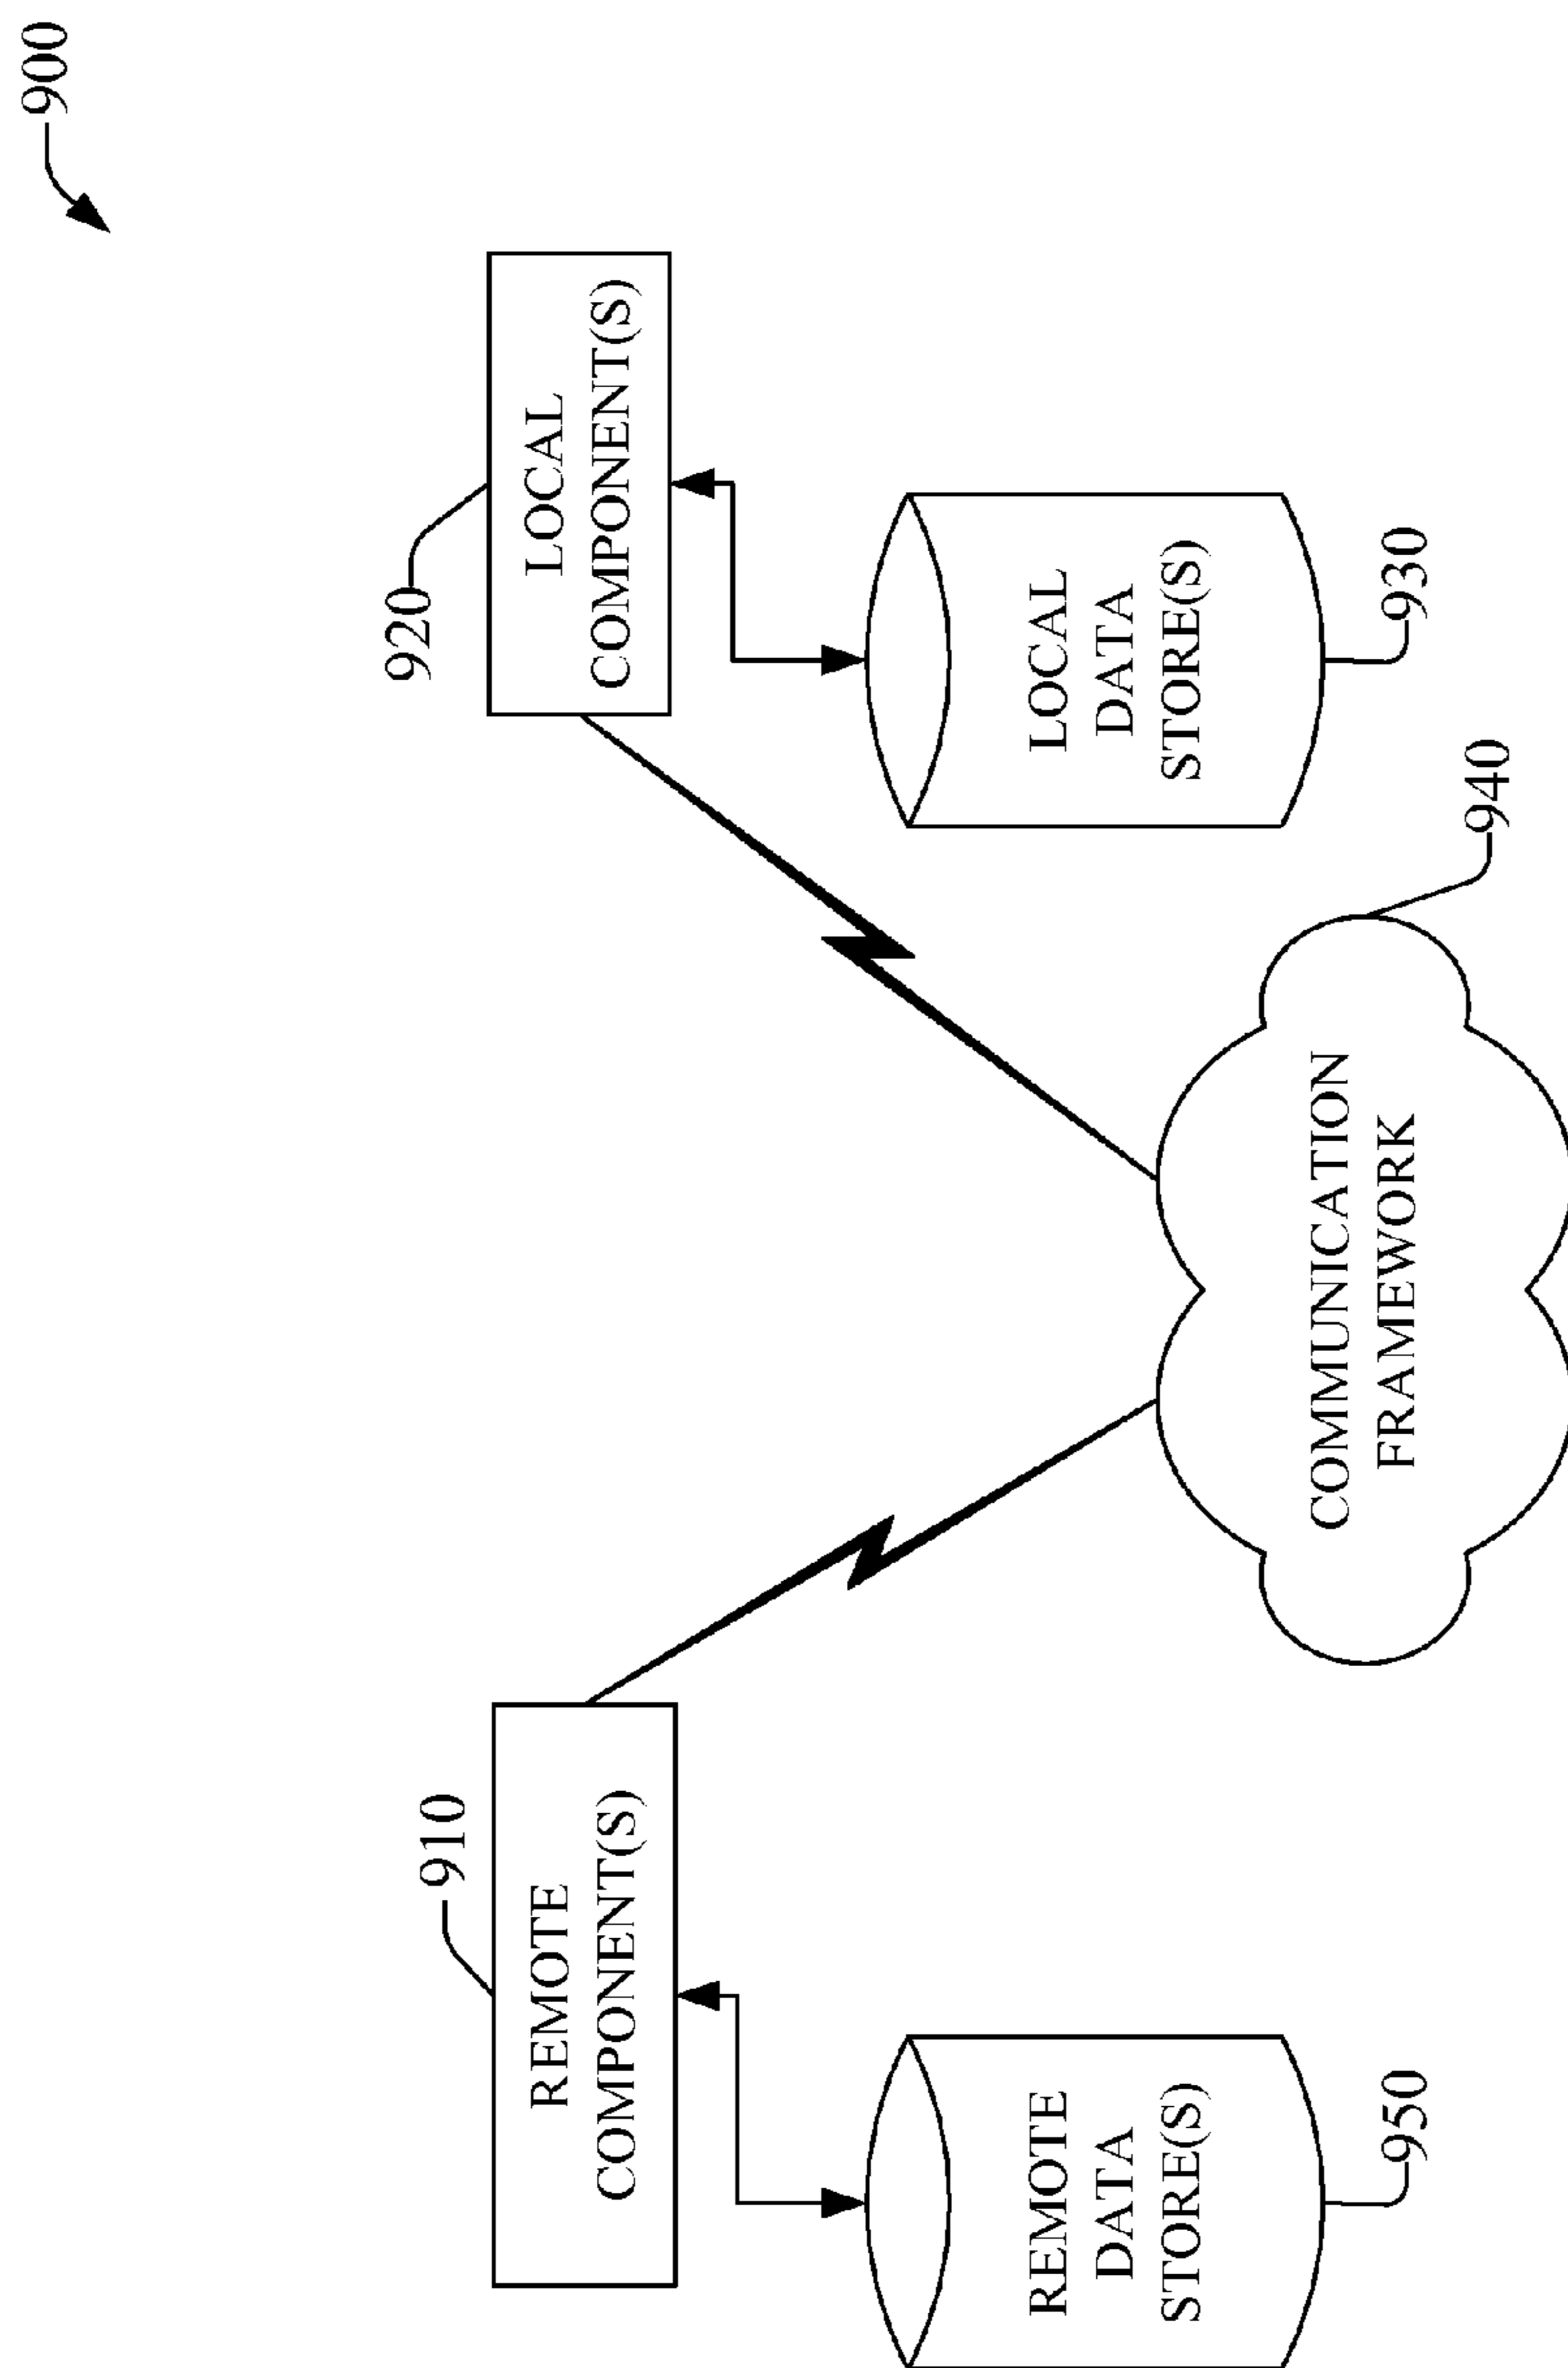 900
910
REMOTE
COMPONENT(S)
920
LOCAL
COMPONENT(S)
REMOTE
DATA
STORE(S)
950
LOCAL
DATA
STORE(S)
930
COMMUNICATION
FRAMEWORK
940